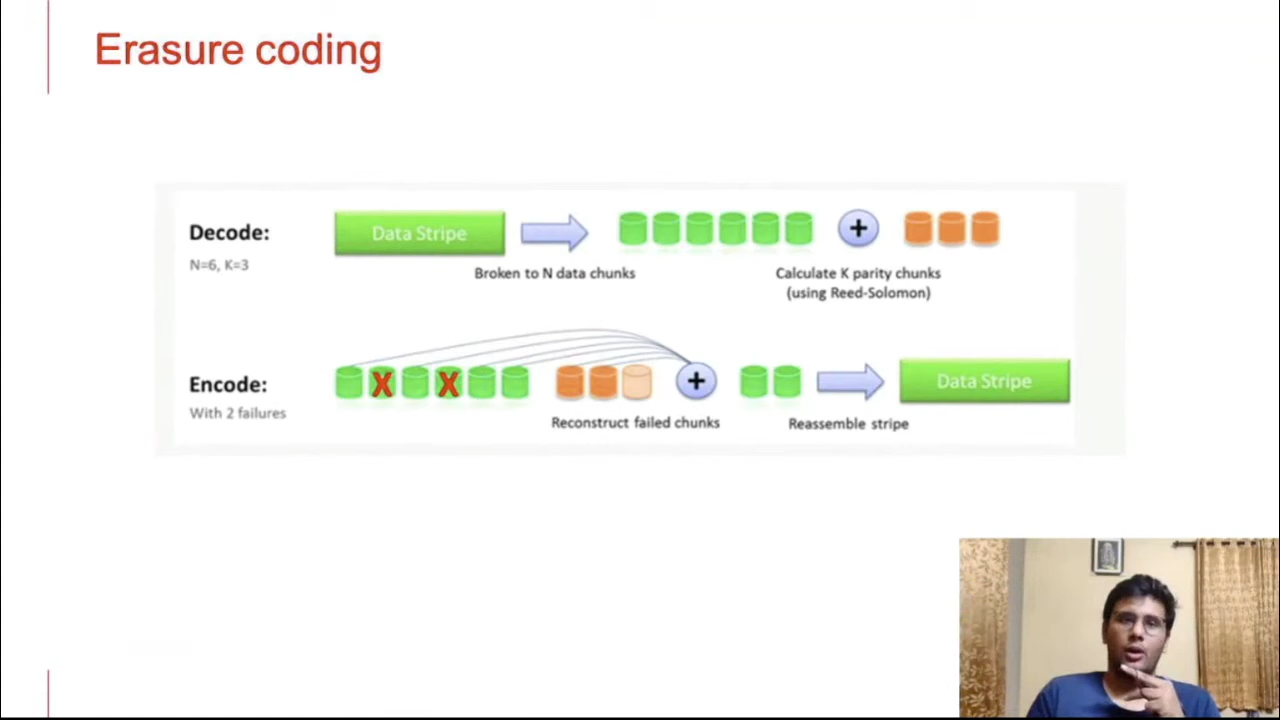 Erasure coding
Decode:
N=6, K=3
Data Stripe
Broken to N data chunks
+
Calculate K parity chunks
(using Reed-Solomon)
Encode:
With 2 failures
X X
+
Reconstruct failed chunks
Reassemble stripe
Data Stripe